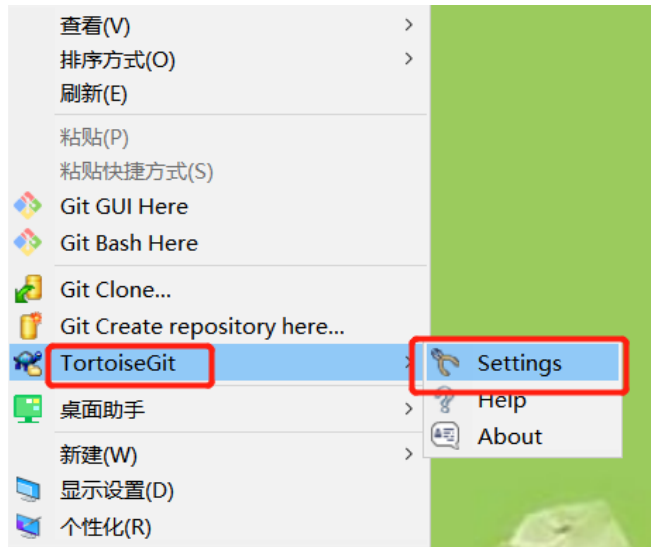 查看(V)
排序方式(O)
刷新(E)
粘贴(P)
粘贴快捷方式(S)
Git GUI Here
Git Bash Here
Git Clone...
Git Create repository here...
TortoiseGit
Settings
Help
About
桌面助手
新建(W)
显示设置(D)
个性化(R)